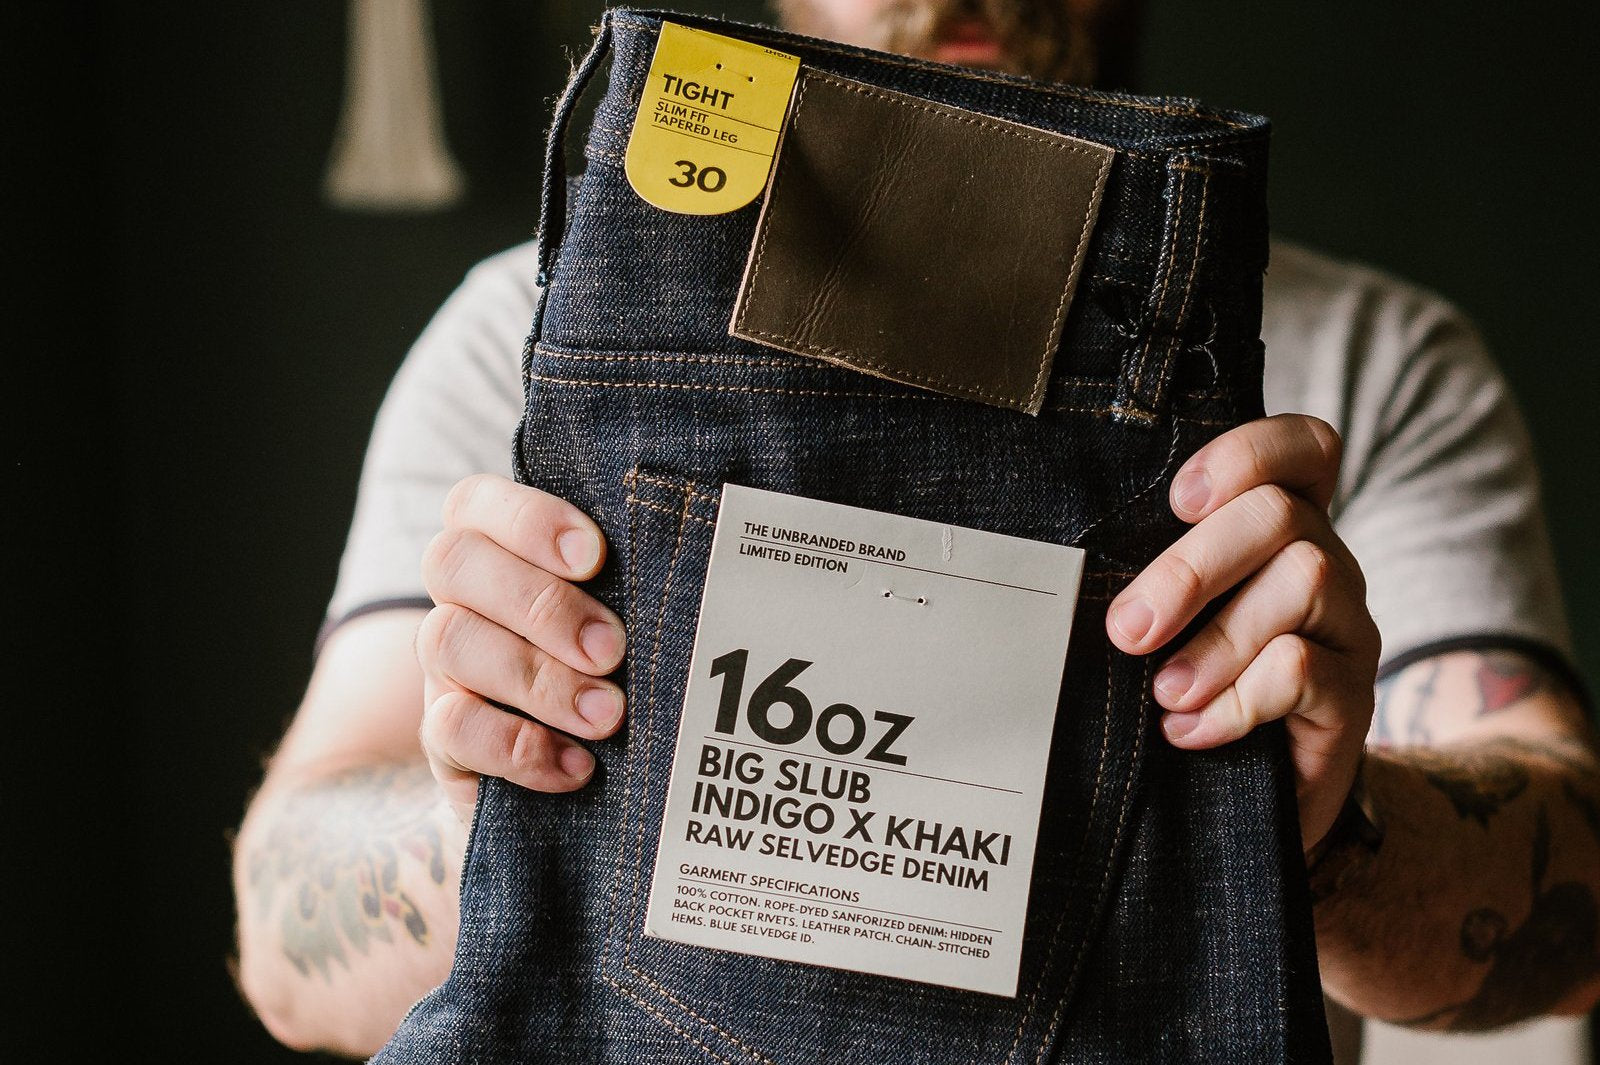 TIGHT
SLIM FIT
TAPERED LEG
30
THE UNBRANDED BRAND
LIMITED EDITION
16OZ
BIG SLUB
INDIGO X KHAKI
RAW SELVEDGE DENIM
GARMENT SPECIFICATIONS
100% COTTON. ROPE-DYED SANFORIZED DENIM: HIDDEN
BACK POCKET RIVETS. LEATHER PATCH. CHAIN-STITCHED
HEMS. BLUE SELVEDGE ID.